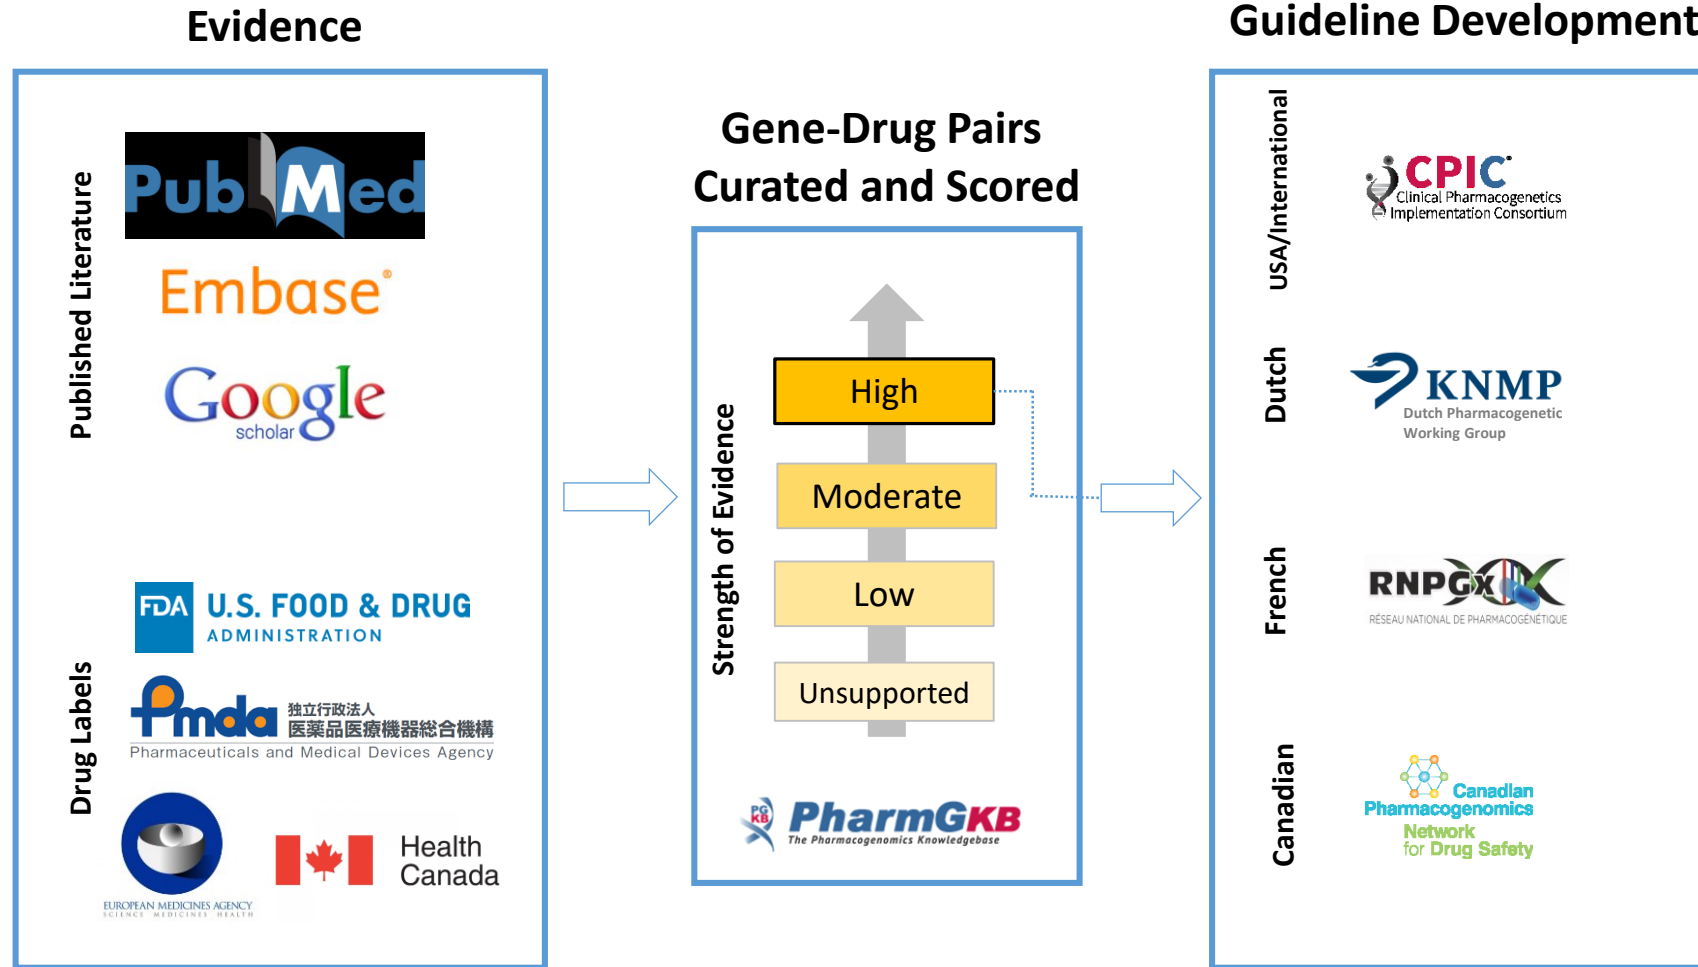 Evidence
Published Literature
PubMed
Embase®
Google
scholar
Drug Labels
FDA
U.S. FOOD & DRUG
ADMINISTRATION
Pmda
独立行政法人
医薬品医療機器総合機構
Pharmaceuticals and Medical Devices Agency
EUROPEAN MEDICINES AGENCY
SCIENCE MEDICINES HEALTH
Health
Canada
Gene-Drug Pairs
Curated and Scored
Strength of Evidence
High
Moderate
Low
Unsupported
PG
KB
PharmGKB
The Pharmacogenomics Knowledgebase
Guideline Development
USA/International
CPIC®
Clinical Pharmacogenetics
Implementation Consortium
Dutch
KNMP
Dutch Pharmacogenetic
Working Group
French
RNPGx
RÉSEAU NATIONAL DE PHARMACOGÉNÉTIQUE
Canadian
Canadian
Pharmacogenomics
Network
for Drug Safety